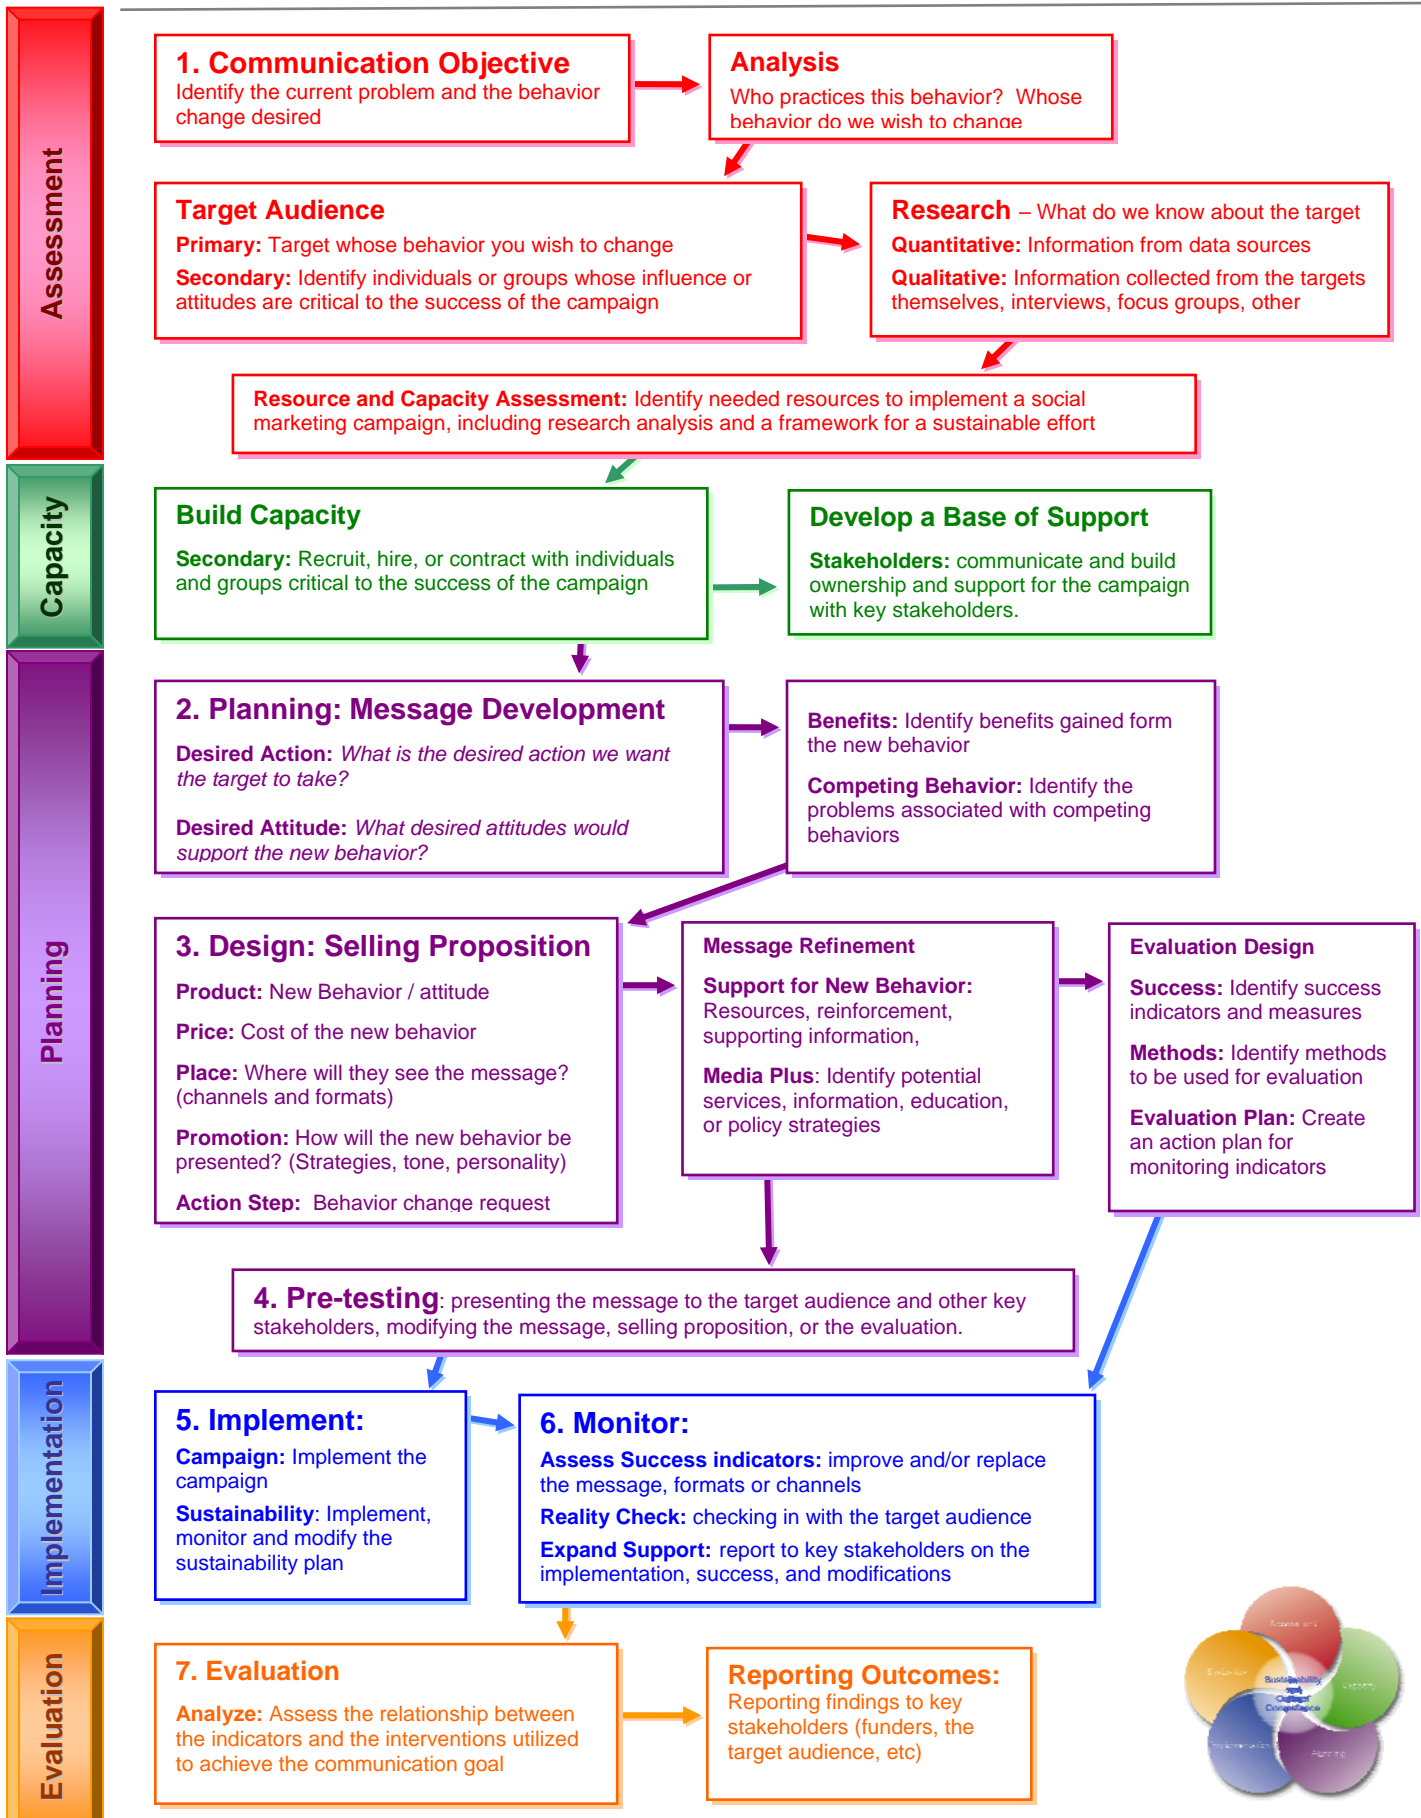 Assessment
1. Communication Objective
Identify the current problem and the behavior
change desired
Analysis
Who practices this behavior?  Whose
behavior do we wish to change
Target Audience
Primary: Target whose behavior you wish to change
Secondary: Identify individuals or groups whose influence or
attitudes are critical to the success of the campaign
Research – What do we know about the target
Quantitative: Information from data sources
Qualitative: Information collected from the targets
themselves, interviews, focus groups, other
Resource and Capacity Assessment: Identify needed resources to implement a social
marketing campaign, including research analysis and a framework for a sustainable effort
Capacity
Build Capacity
Secondary: Recruit, hire, or contract with individuals
and groups critical to the success of the campaign
Develop a Base of Support
Stakeholders: communicate and build
ownership and support for the campaign
with key stakeholders.
Planning
2. Planning: Message Development
Desired Action: What is the desired action we want
the target to take?
Desired Attitude: What desired attitudes would
support the new behavior?
Benefits: Identify benefits gained form
the new behavior
Competing Behavior: Identify the
problems associated with competing
behaviors
3. Design: Selling Proposition
Product: New Behavior / attitude
Price: Cost of the new behavior
Place: Where will they see the message?
(channels and formats)
Promotion: How will the new behavior be
presented? (Strategies, tone, personality)
Action Step:  Behavior change request
Message Refinement
Support for New Behavior:
Resources, reinforcement,
supporting information,
Media Plus: Identify potential
services, information, education,
or policy strategies
Evaluation Design
Success: Identify success
indicators and measures
Methods: Identify methods
to be used for evaluation
Evaluation Plan: Create
an action plan for
monitoring indicators
4. Pre-testing: presenting the message to the target audience and other key
stakeholders, modifying the message, selling proposition, or the evaluation.
Implementation
5. Implement:
Campaign: Implement the
campaign
Sustainability: Implement,
monitor and modify the
sustainability plan
6. Monitor:
Assess Success indicators: improve and/or replace
the message, formats or channels
Reality Check: checking in with the target audience
Expand Support: report to key stakeholders on the
implementation, success, and modifications
Evaluation
7. Evaluation
Analyze: Assess the relationship between
the indicators and the interventions utilized
to achieve the communication goal
Reporting Outcomes:
Reporting findings to key
stakeholders (funders, the
target audience, etc)
Assessment
Evaluation
Sustainability
and
Cultural
Competence
Capacity
Implementation
Planning